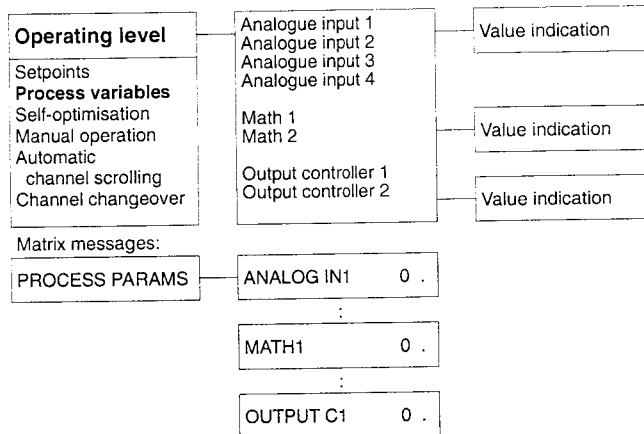 Operating level
Setpoints
Process variables
Self-optimisation
Manual operation
Automatic
channel scrolling
Channel changeover
Analogue input 1
Analogue input 2
Analogue input 3
Analogue input 4
Math 1
Math 2
Output controller 1
Output controller 2
Value indication
Value indication
Value indication
Matrix messages:
PROCESS PARAMS
ANALOG IN1 0 .
:
MATH1 0 .
:
OUTPUT C1 0 .